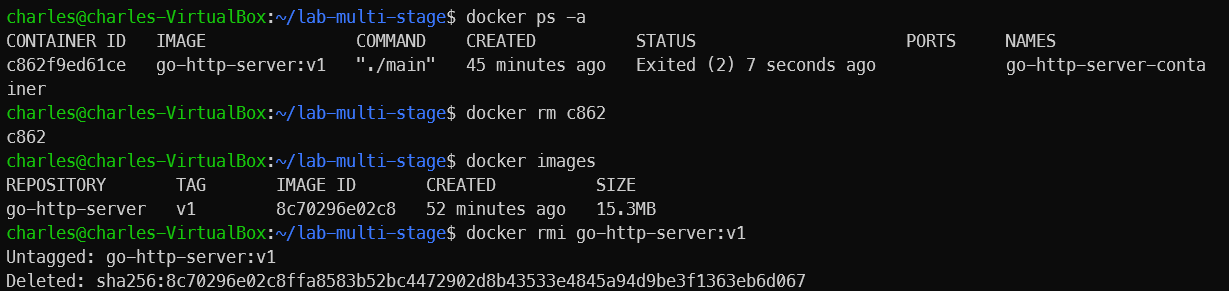 charles@charles-VirtualBox:~/lab-multi-stage$ docker ps -a
CONTAINER ID   IMAGE               COMMAND    CREATED          STATUS                     PORTS     NAMES
c862f9ed61ce   go-http-server:v1   "./main"   45 minutes ago   Exited (2) 7 seconds ago             go-http-server-conta
iner
charles@charles-VirtualBox:~/lab-multi-stage$ docker rm c862
c862
charles@charles-VirtualBox:~/lab-multi-stage$ docker images
REPOSITORY       TAG       IMAGE ID       CREATED          SIZE
go-http-server   v1        8c70296e02c8   52 minutes ago   15.3MB
charles@charles-VirtualBox:~/lab-multi-stage$ docker rmi go-http-server:v1
Untagged: go-http-server:v1
Deleted: sha256:8c70296e02c8ffa8583b52bc4472902d8b43533e4845a94d9be3f1363eb6d067